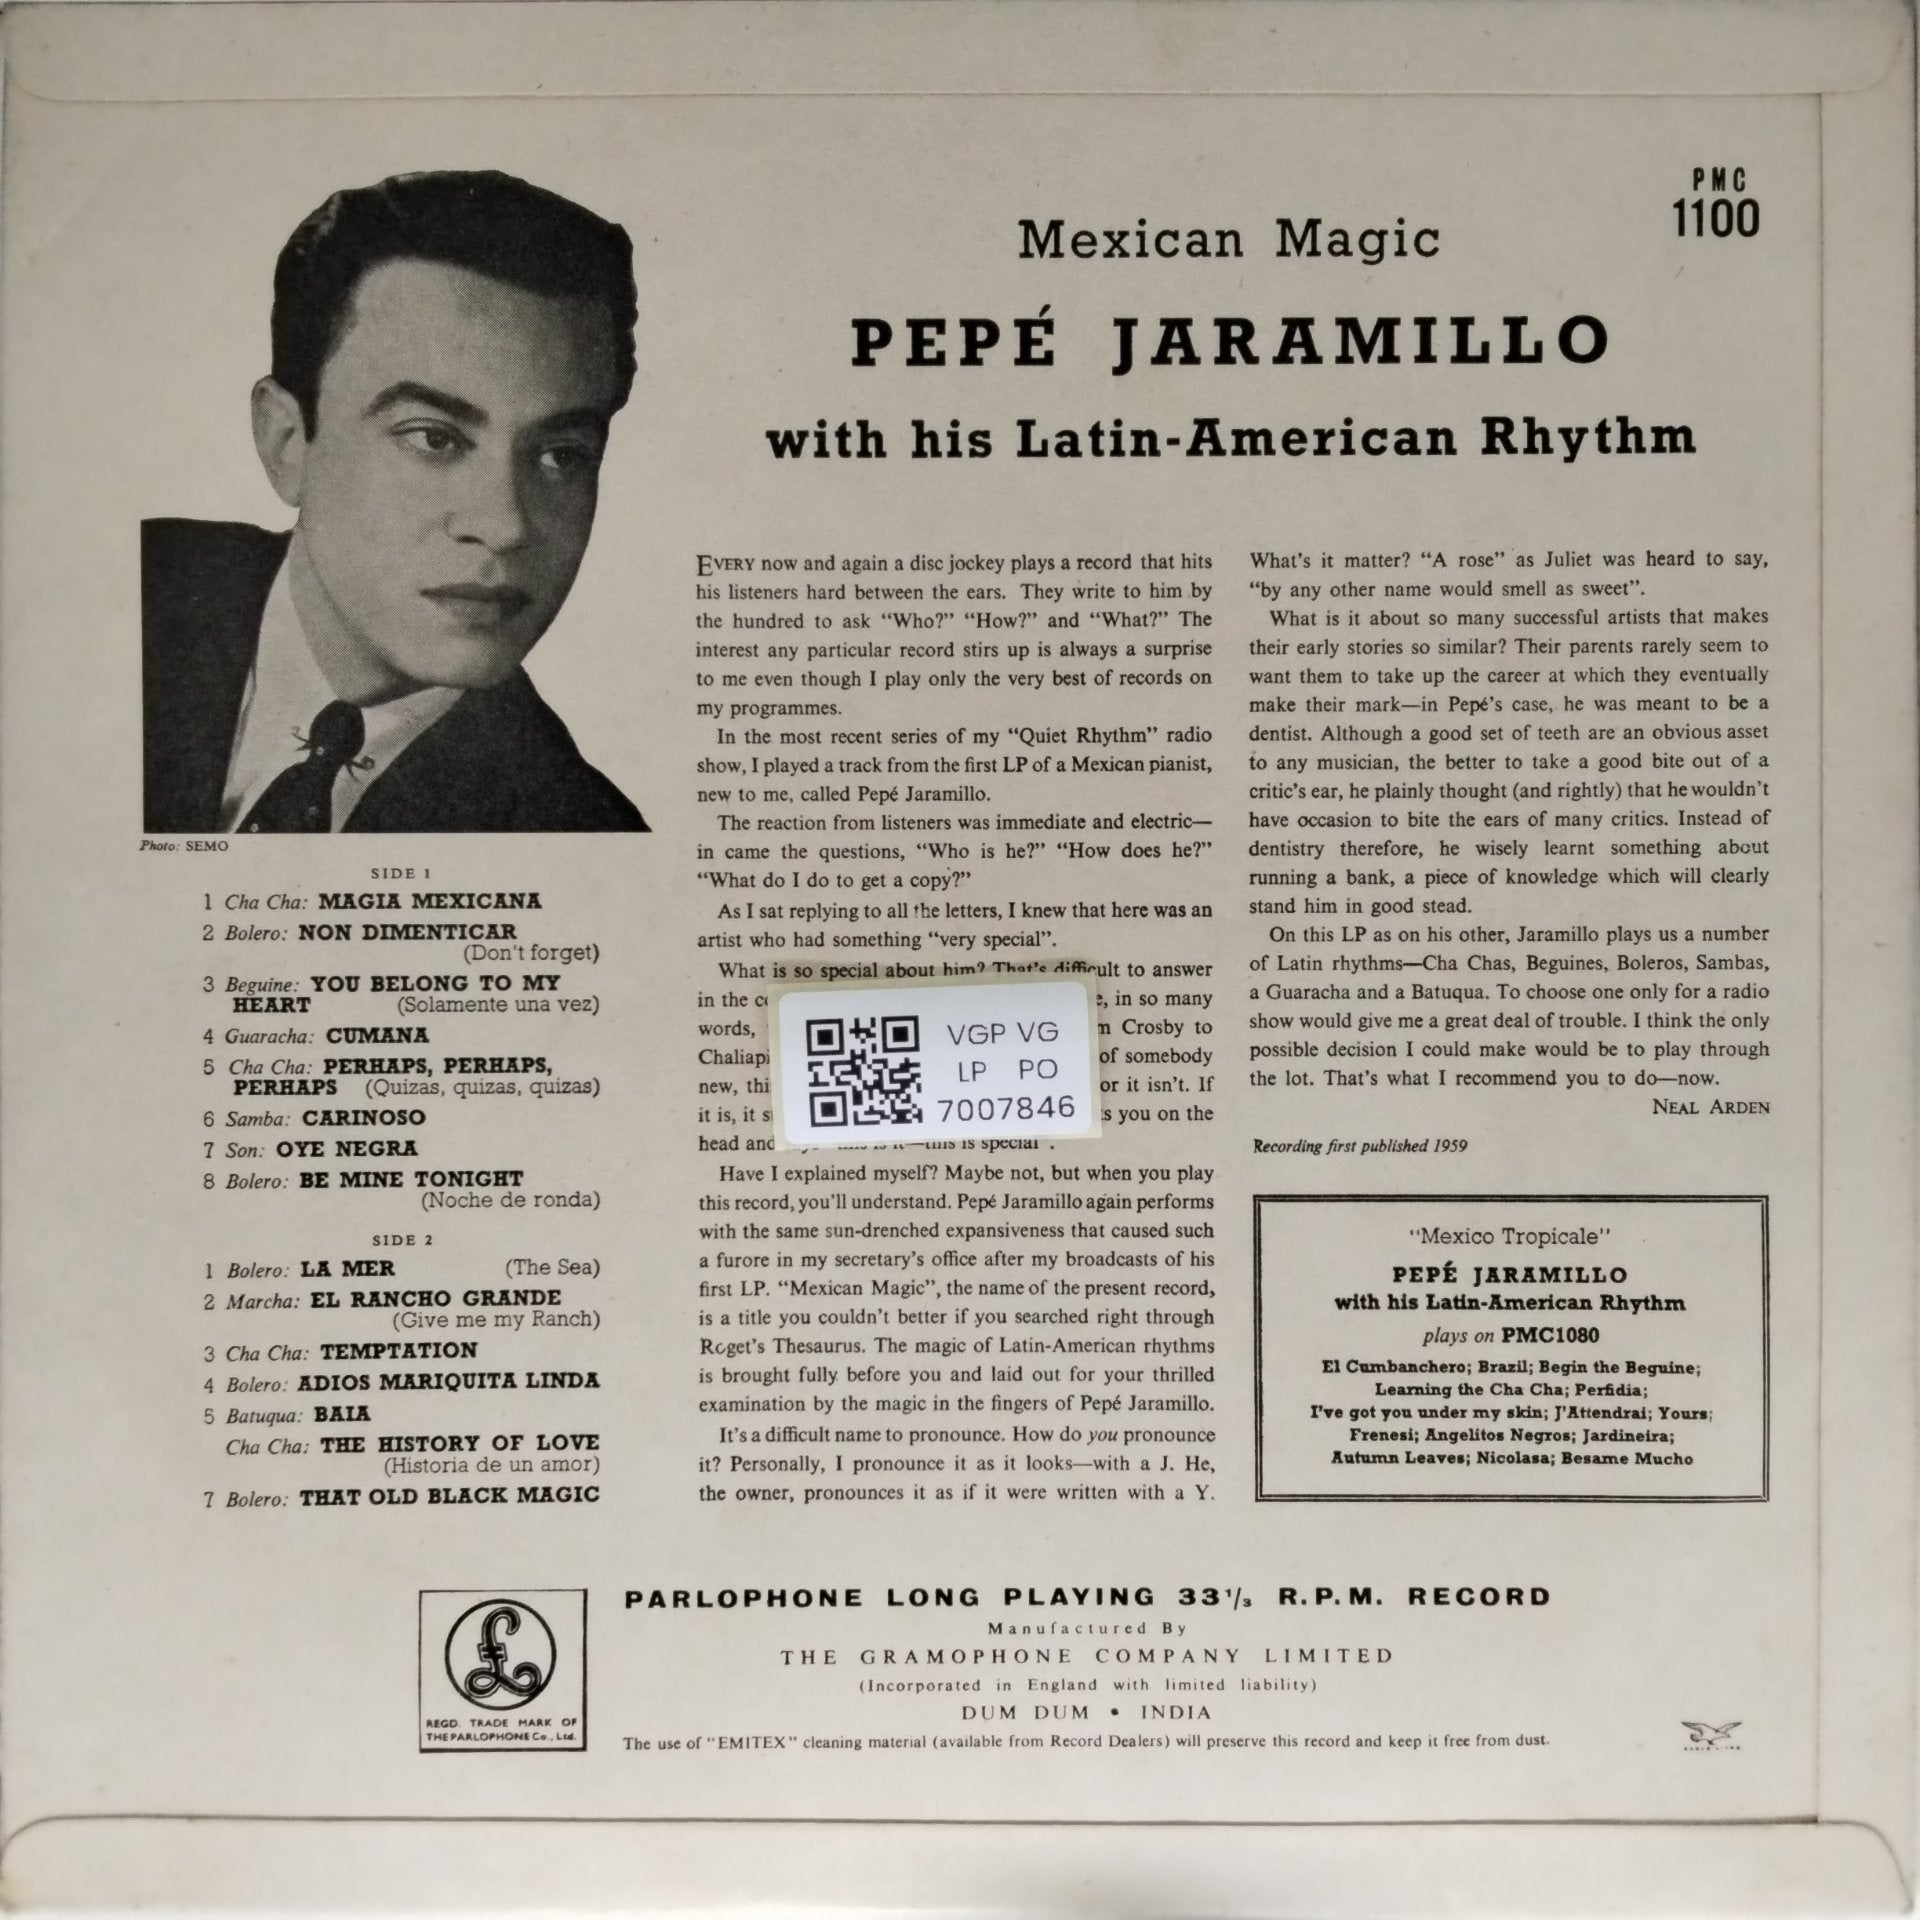 PMC
1100
Mexican Magic
PEPÉ JARAMILLO
with his Latin-American Rhythm
Photo: SEMO
SIDE 1
1 Cha Cha: MAGIA MEXICANA
2 Bolero: NON DIMENTICAR
(Don't forget)
3 Beguine: YOU BELONG TO MY
HEART (Solamente una vez)
4 Guaracha: CUMANA
5 Cha Cha: PERHAPS, PERHAPS,
PERHAPS (Quizas, quizas, quizas)
6 Samba: CARINOSO
7 Son: OYE NEGRA
8 Bolero: BE MINE TONIGHT
(Noche de ronda)
SIDE 2
1 Bolero: LA MER (The Sea)
2 Marcha: EL RANCHO GRANDE
(Give me my Ranch)
3 Cha Cha: TEMPTATION
4 Bolero: ADIOS MARIQUITA LINDA
5 Batuqua: BAIA
Cha Cha: THE HISTORY OF LOVE
(Historia de un amor)
7 Bolero: THAT OLD BLACK MAGIC
EVERY now and again a disc jockey plays a record that hits
his listeners hard between the ears. They write to him by
the hundred to ask “Who?” “How?” and “What?” The
interest any particular record stirs up is always a surprise
to me even though I play only the very best of records on
my programmes.
In the most recent series of my “Quiet Rhythm” radio
show, I played a track from the first LP of a Mexican pianist,
new to me, called Pepé Jaramillo.
The reaction from listeners was immediate and electric—
in came the questions, “Who is he?” “How does he?”
“What do I do to get a copy?”
As I sat replying to all the letters, I knew that here was an
artist who had something “very special”.
What is so special about him? That's difficult to answer
in the , in so many
words, Crosby to
of somebody
new, or it isn't. If
it is, it you on the
head and —this is special”.
Have I explained myself? Maybe not, but when you play
this record, you'll understand. Pepé Jaramillo again performs
with the same sun-drenched expansiveness that caused such
a furore in my secretary's office after my broadcasts of his
first LP. “Mexican Magic”, the name of the present record,
is a title you couldn't better if you searched right through
Roget's Thesaurus. The magic of Latin-American rhythms
is brought fully before you and laid out for your thrilled
examination by the magic in the fingers of Pepé Jaramillo.
It's a difficult name to pronounce. How do you pronounce
it? Personally, I pronounce it as it looks—with a J. He,
the owner, pronounces it as if it were written with a Y.
VGP VG
LP PO
7007846
What's it matter? “A rose” as Juliet was heard to say,
“by any other name would smell as sweet”.
What is it about so many successful artists that makes
their early stories so similar? Their parents rarely seem to
want them to take up the career at which they eventually
make their mark—in Pepé's case, he was meant to be a
dentist. Although a good set of teeth are an obvious asset
to any musician, the better to take a good bite out of a
critic's ear, he plainly thought (and rightly) that he wouldn't
have occasion to bite the ears of many critics. Instead of
dentistry therefore, he wisely learnt something about
running a bank, a piece of knowledge which will clearly
stand him in good stead.
On this LP as on his other, Jaramillo plays us a number
of Latin rhythms—Cha Chas, Beguines, Boleros, Sambas,
a Guaracha and a Batuqua. To choose one only for a radio
show would give me a great deal of trouble. I think the only
possible decision I could make would be to play through
the lot. That's what I recommend you to do—now.
NEAL ARDEN
Recording first published 1959
“Mexico Tropicale”
PEPÉ JARAMILLO
with his Latin-American Rhythm
plays on PMC1080
El Cumbanchero; Brazil; Begin the Beguine;
Learning the Cha Cha; Perfidia;
I've got you under my skin; J'Attendrai; Yours;
Frenesi; Angelitos Negros; Jardineira;
Autumn Leaves; Nicolasa; Besame Mucho
£
REGD. TRADE MARK OF
THE PARLOPHONE Co., Ltd.
PARLOPHONE LONG PLAYING 33⅓ R.P.M. RECORD
Manufactured By
THE GRAMOPHONE COMPANY LIMITED
(Incorporated in England with limited liability)
DUM DUM • INDIA
The use of “EMITEX” cleaning material (available from Record Dealers) will preserve this record and keep it free from dust.